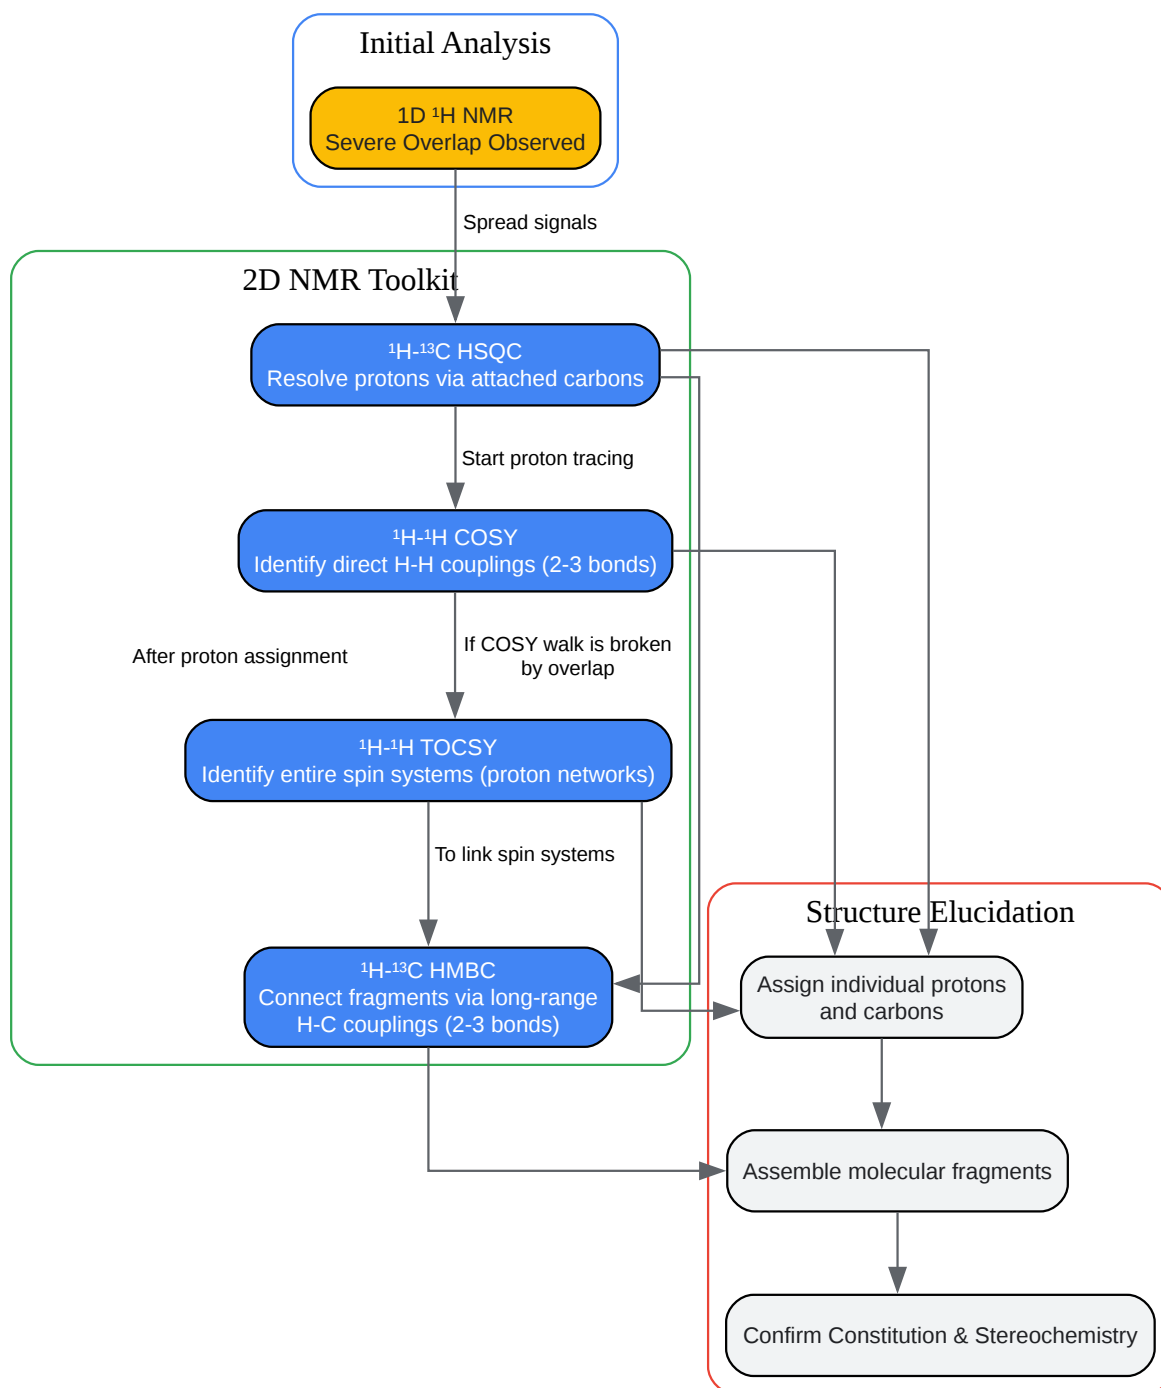 Initial Analysis
1D ¹H NMR
Severe Overlap Observed
Spread signals
2D NMR Toolkit
¹H-¹³C HSQC
Resolve protons via attached carbons
Start proton tracing
¹H-¹H COSY
Identify direct H-H couplings (2-3 bonds)
After proton assignment
If COSY walk is broken
by overlap
¹H-¹H TOCSY
Identify entire spin systems (proton networks)
To link spin systems
¹H-¹³C HMBC
Connect fragments via long-range
H-C couplings (2-3 bonds)
Structure Elucidation
Assign individual protons
and carbons
Assemble molecular fragments
Confirm Constitution & Stereochemistry